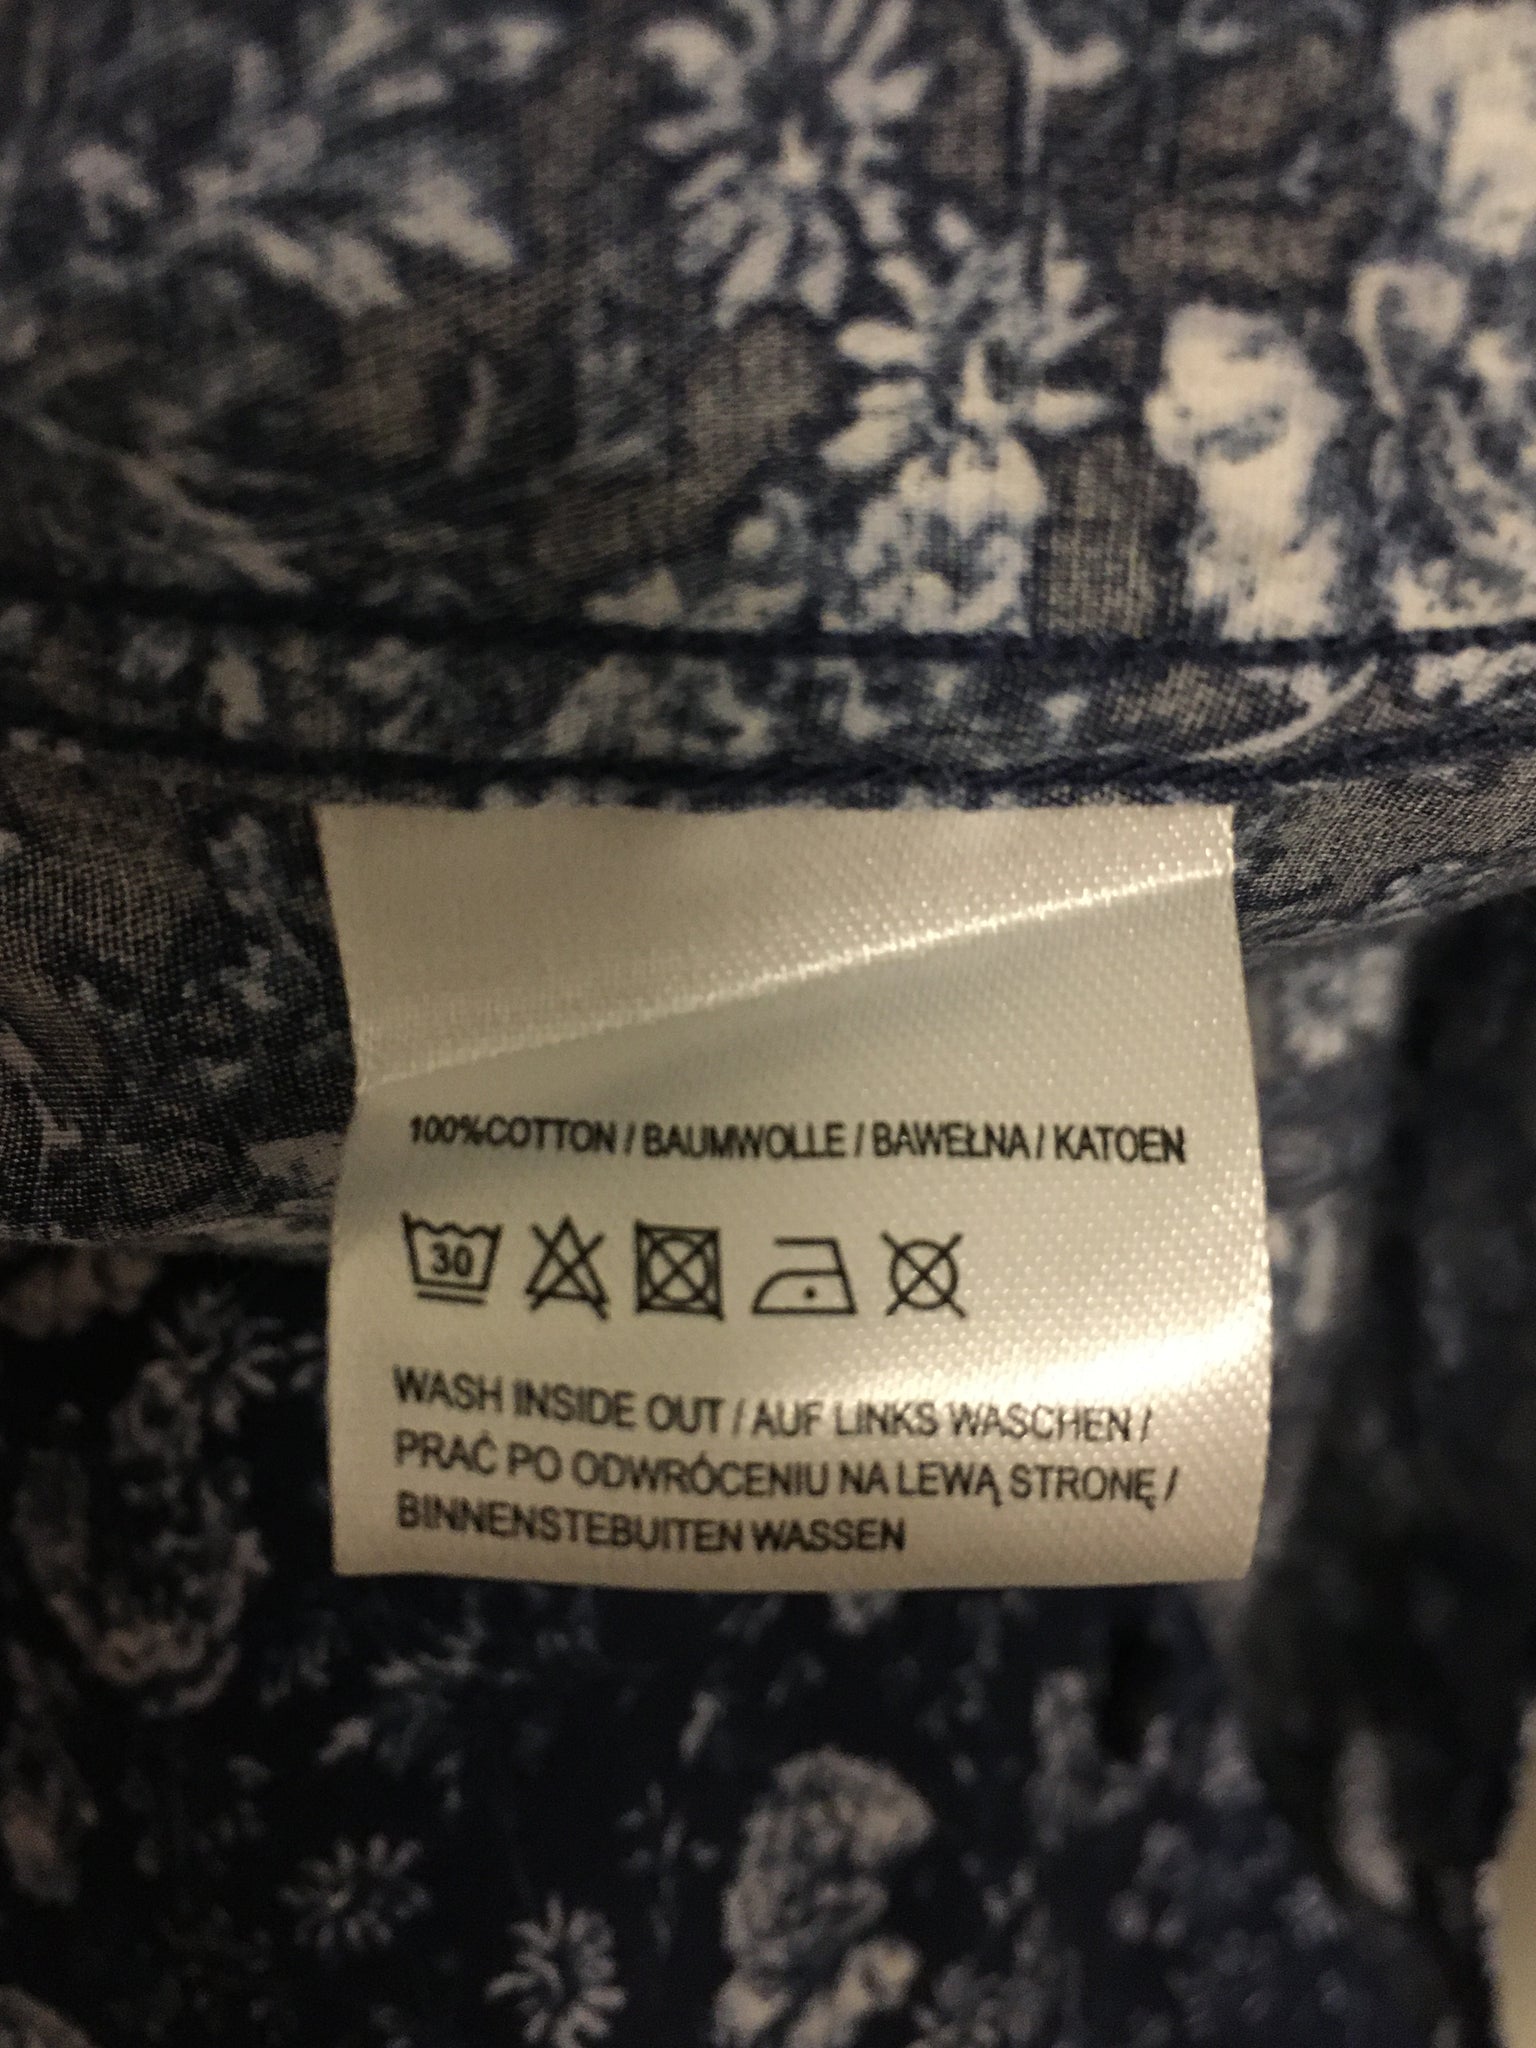 100%COTTON / BAUMWOLLE / BAWEŁNA / KATOEN
30
WASH INSIDE OUT / AUF LINKS WASCHEN /
PRAĆ PO ODWRÓCENIU NA LEWĄ STRONĘ /
BINNENSTEBUITEN WASSEN